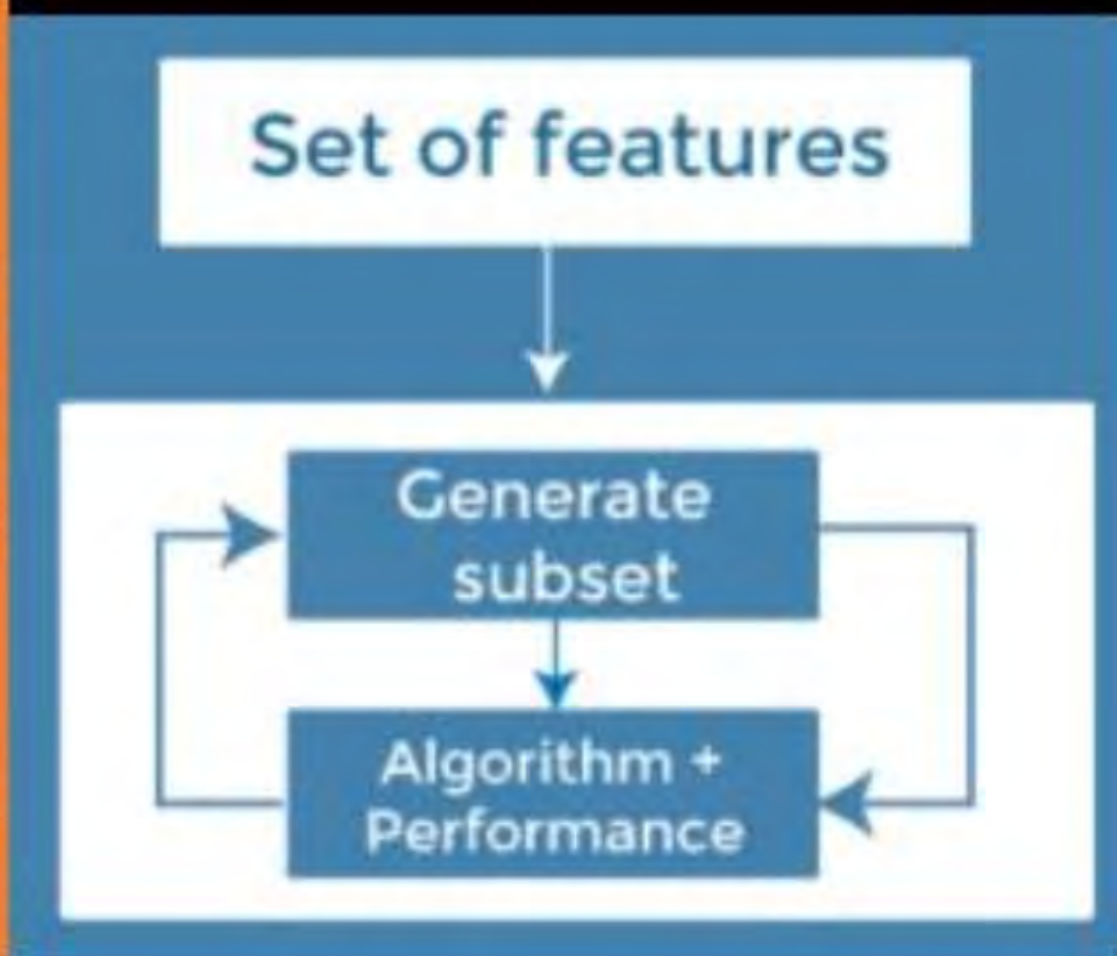 Set of features
Generate
subset
Algorithm +
Performance